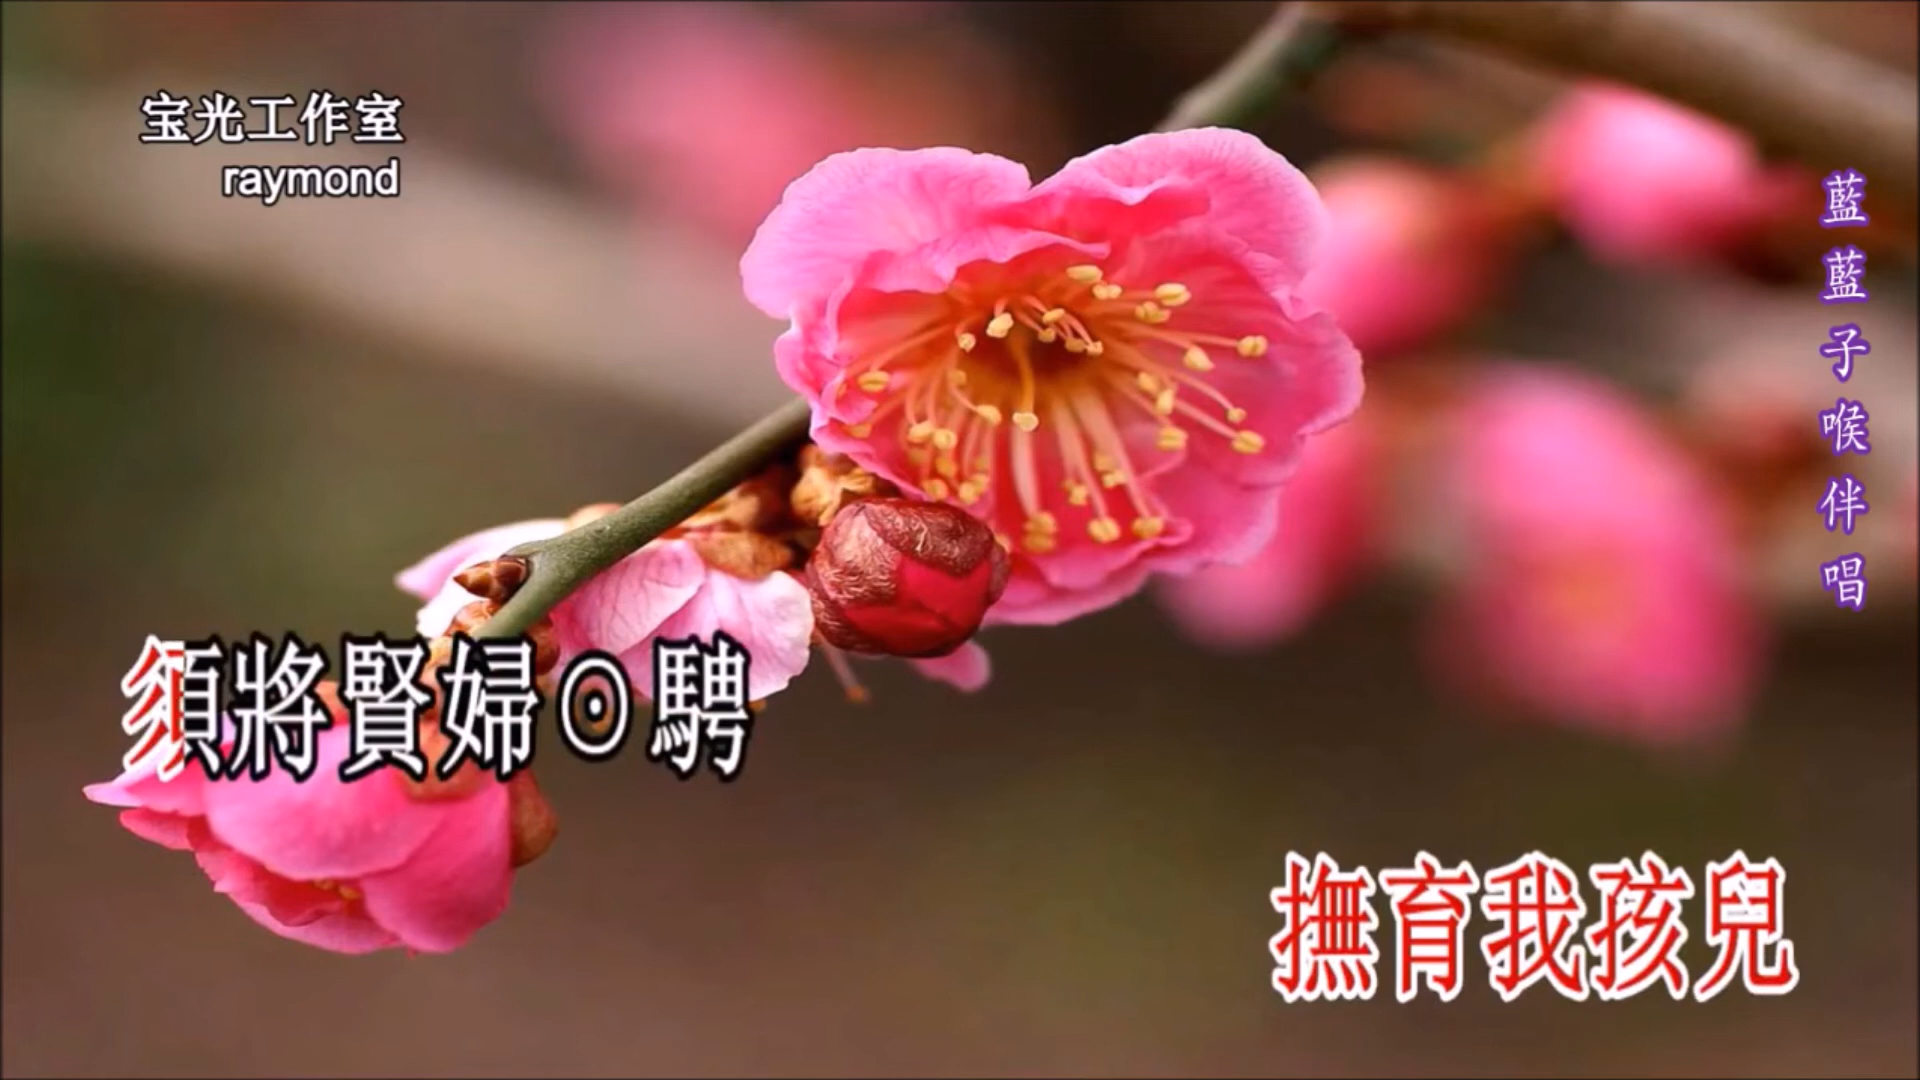 宝光工作室
raymond
藍藍子喉伴唱
須將賢婦⊙騁
撫育我孩兒